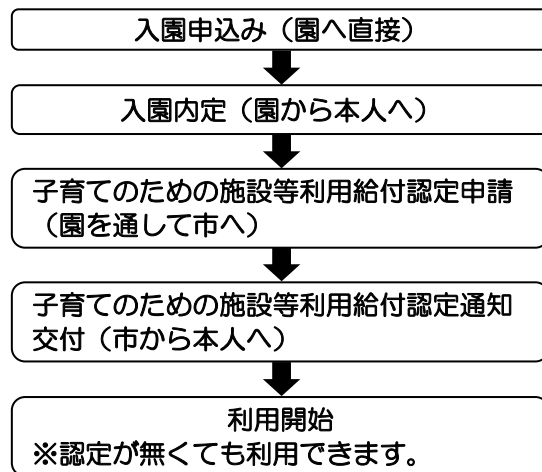 入園申込み（園へ直接）
入園内定（園から本人へ）
子育てのための施設等利用給付認定申請
（園を通して市へ）
子育てのための施設等利用給付認定通知
交付（市から本人へ）
利用開始
※認定が無くても利用できます。